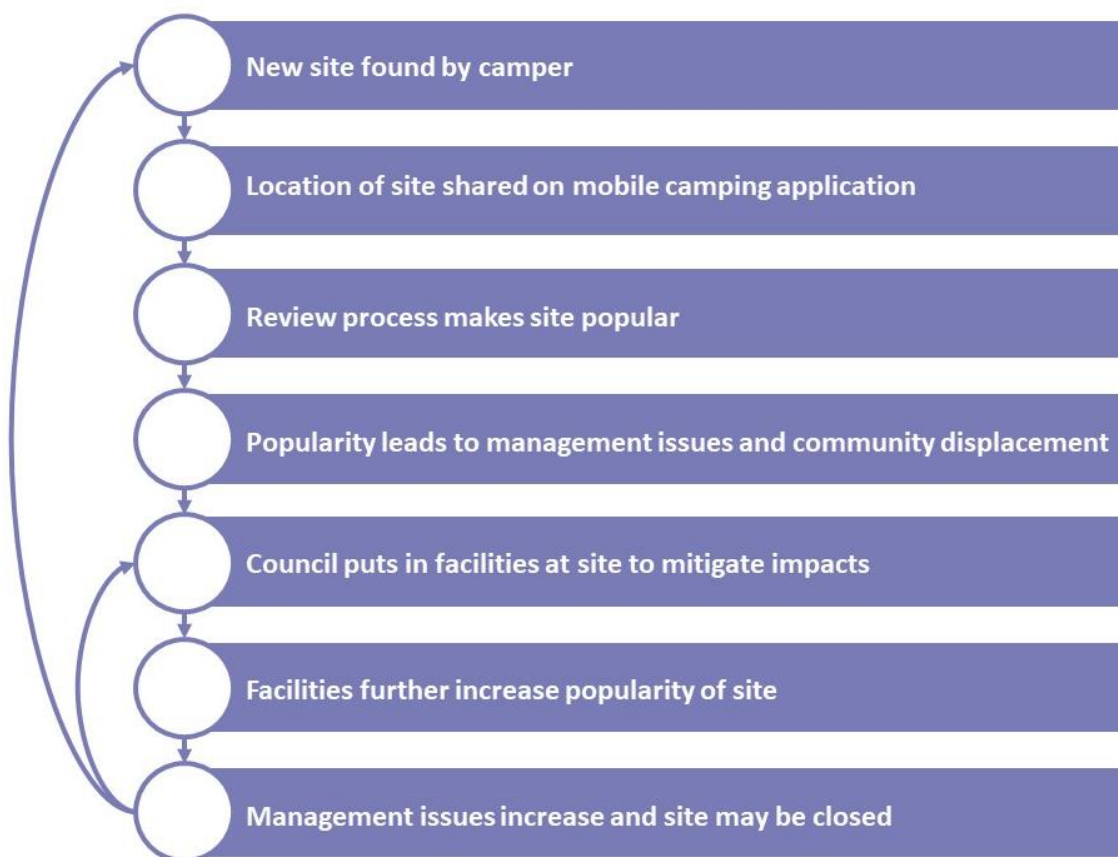 New site found by camper
Location of site shared on mobile camping application
Review process makes site popular
Popularity leads to management issues and community displacement
Council puts in facilities at site to mitigate impacts
Facilities further increase popularity of site
Management issues increase and site may be closed